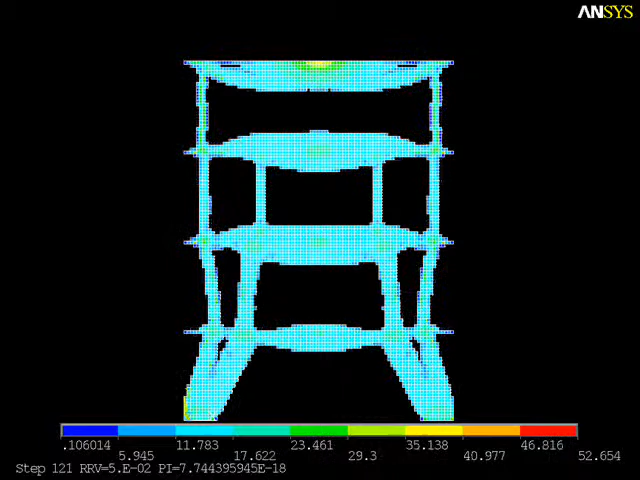 ANSYS
.106014 11.783 23.461 35.138 46.816
5.945 17.622 29.3 40.977 52.654
Step 121 RRV=5.E-02 PI=7.744395945E-18